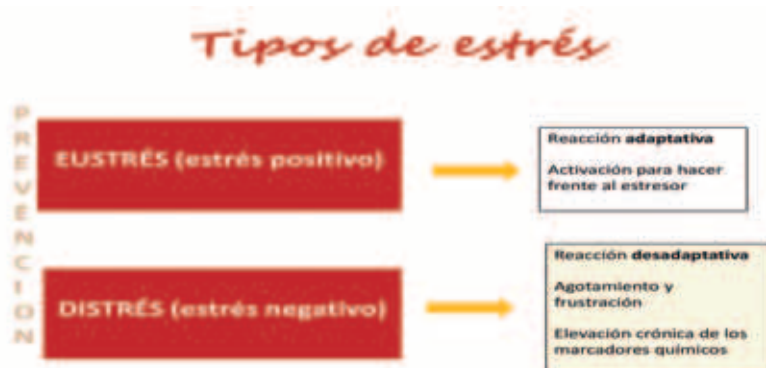 Tipos de estrés
PREVENCIÓN
EUSTRÉS (estrés positivo)
Reacción adaptativa
Activación para hacer
frente al estresor
DISTRÉS (estrés negativo)
Reacción desadaptativa
Agotamiento y
frustración
Elevación crónica de los
marcadores químicos